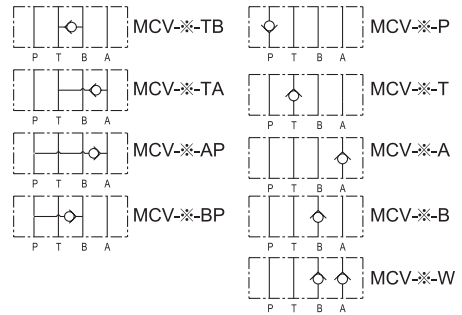 MCV-※-TB
P T B A
MCV-※-TA
P T B A
MCV-※-AP
P T B A
MCV-※-BP
P T B A
MCV-※-P
P T B A
MCV-※-T
P T B A
MCV-※-A
P T B A
MCV-※-B
P T B A
MCV-※-W
P T B A